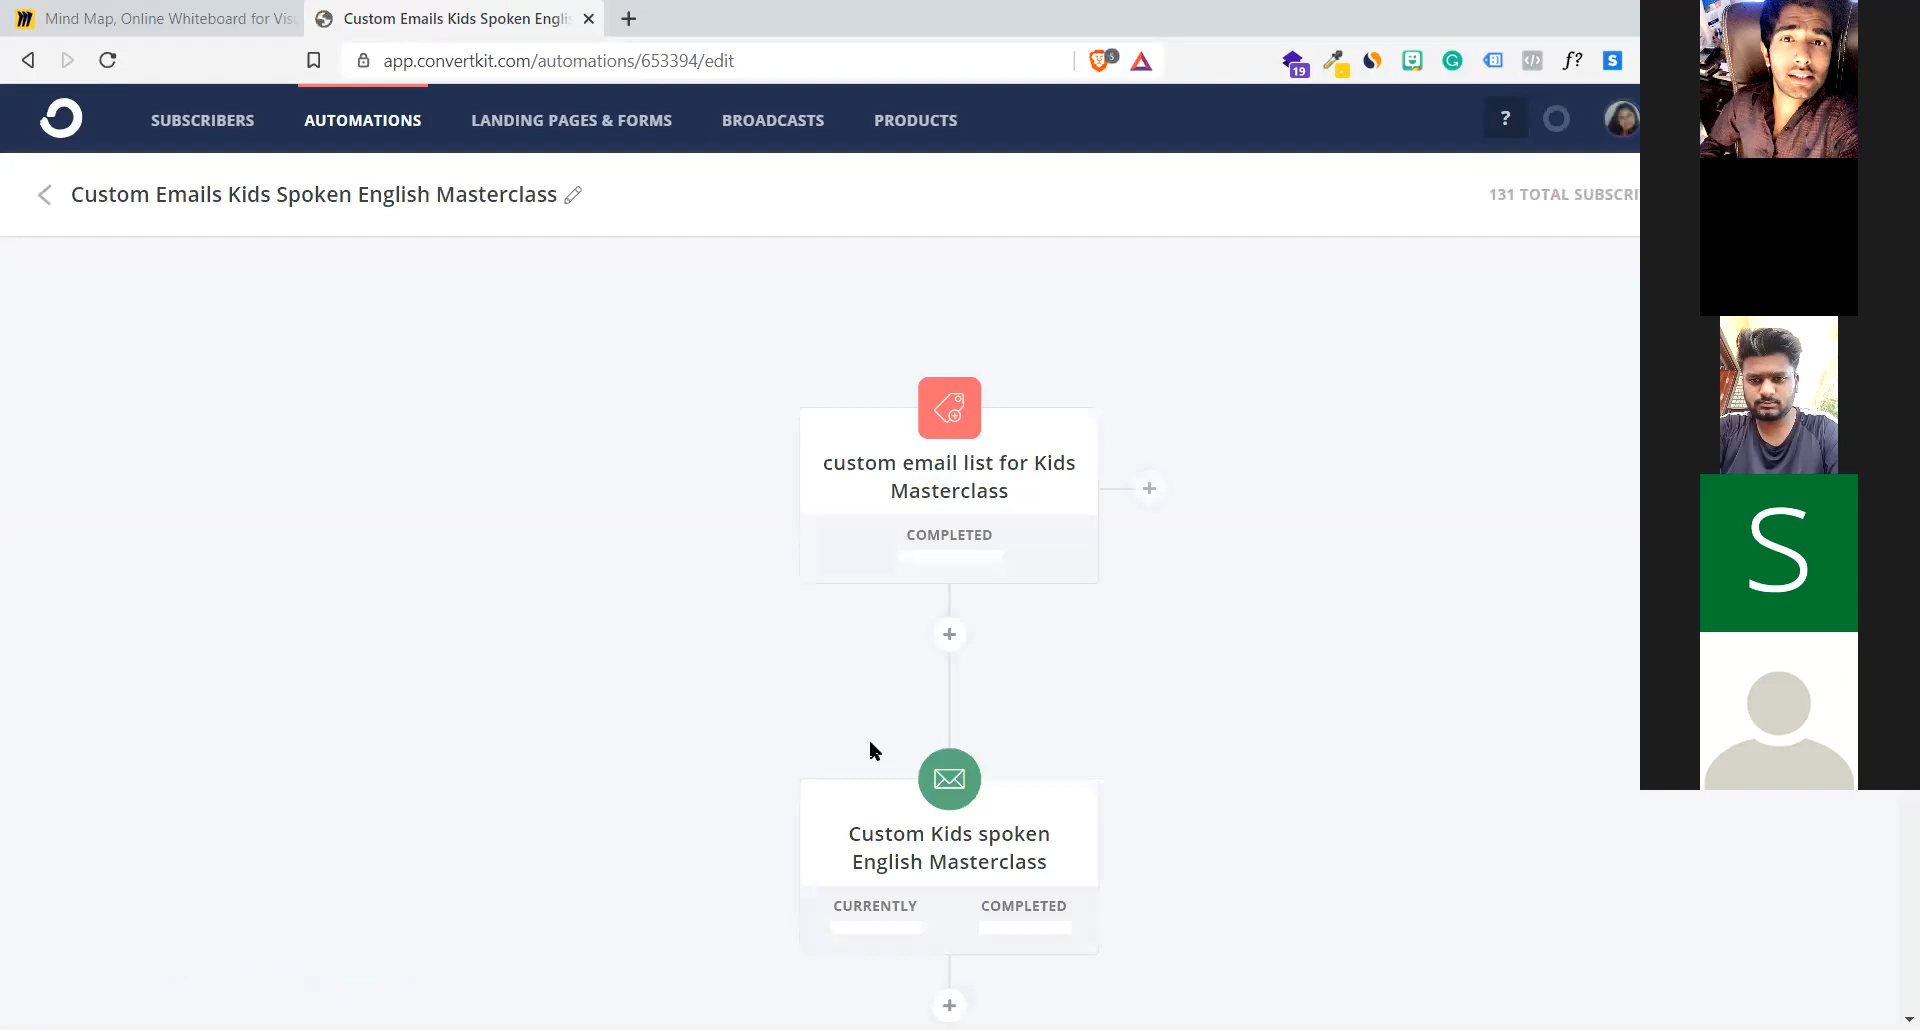 Mind Map, Online Whiteboard for Vis
Custom Emails Kids Spoken Engli
app.convertkit.com/automations/653394/edit
5
19
f?
S
SUBSCRIBERS
AUTOMATIONS
LANDING PAGES & FORMS
BROADCASTS
PRODUCTS
?
Custom Emails Kids Spoken English Masterclass
131 TOTAL SUBSCRI
custom email list for Kids
Masterclass
COMPLETED
Custom Kids spoken
English Masterclass
CURRENTLY
COMPLETED
S